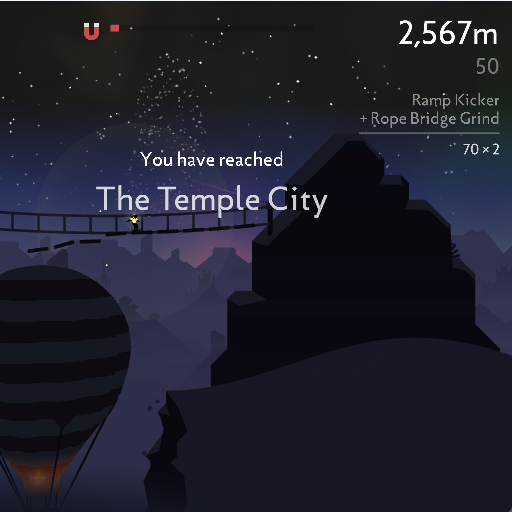 2,567m
50
Ramp Kicker
+ Rope Bridge Grind
70 × 2
You have reached
The Temple City